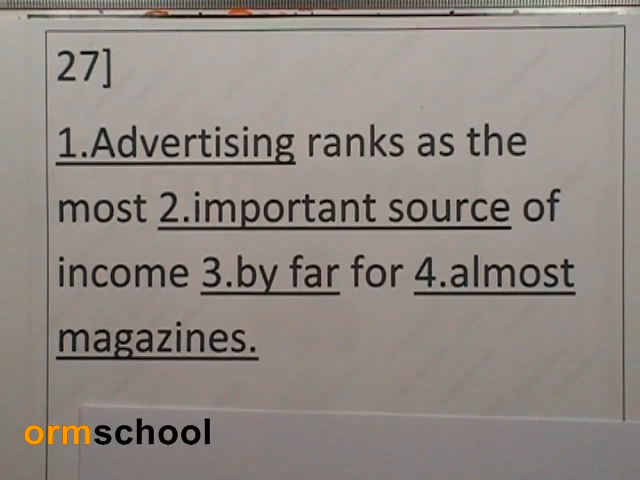 27]
1.Advertising ranks as the
most 2.important source of
income 3.by far for 4.almost
magazines.
ormschool